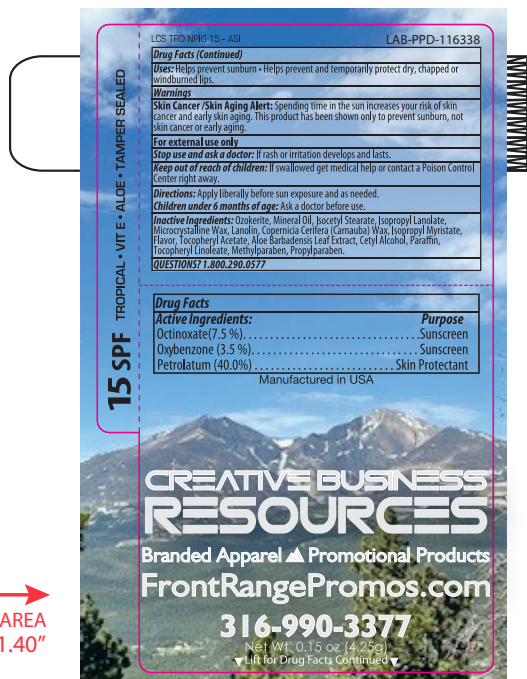 LCS TRO NPIG 15 - ASI
LAB-PPD-116338
Drug Facts (Continued)
Uses: Helps prevent sunburn • Helps prevent and temporarily protect dry, chapped or
windburned lips.
Warnings
Skin Cancer /Skin Aging Alert: Spending time in the sun increases your risk of skin
cancer and early skin aging. This product has been shown only to prevent sunburn, not
skin cancer or early aging.
For external use only
Stop use and ask a doctor: If rash or irritation develops and lasts.
Keep out of reach of children: If swallowed get medical help or contact a Poison Control
Center right away.
Directions: Apply liberally before sun exposure and as needed.
Children under 6 months of age: Ask a doctor before use.
Inactive Ingredients: Ozokerite, Mineral Oil, Isocetyl Stearate, Isopropyl Lanolate,
Microcrystalline Wax, Lanolin, Copernicia Cerifera (Carnauba) Wax, Isopropyl Myristate,
Flavor, Tocopheryl Acetate, Aloe Barbadensis Leaf Extract, Cetyl Alcohol, Paraffin,
Tocopheryl Linoleate, Methylparaben, Propylparaben.
QUESTIONS? 1.800.290.0577
15 SPF TROPICAL • VIT E • ALOE • TAMPER SEALED
Drug Facts
Active Ingredients: Purpose
Octinoxate(7.5 %). . . . . . . . . . . . . . . . . . . . . . . . . . . . . . . Sunscreen
Oxybenzone (3.5 %). . . . . . . . . . . . . . . . . . . . . . . . . . . . . . Sunscreen
Petrolatum (40.0%) . . . . . . . . . . . . . . . . . . . . . . . . . Skin Protectant
Manufactured in USA
CREATIVE BUSINESS
RESOURCES
Branded Apparel Promotional Products
FrontRangePromos.com
316-990-3377
Net Wt. 0.15 oz (4.25g)
▼Lift for Drug Facts Continued▼
AREA
1.40"